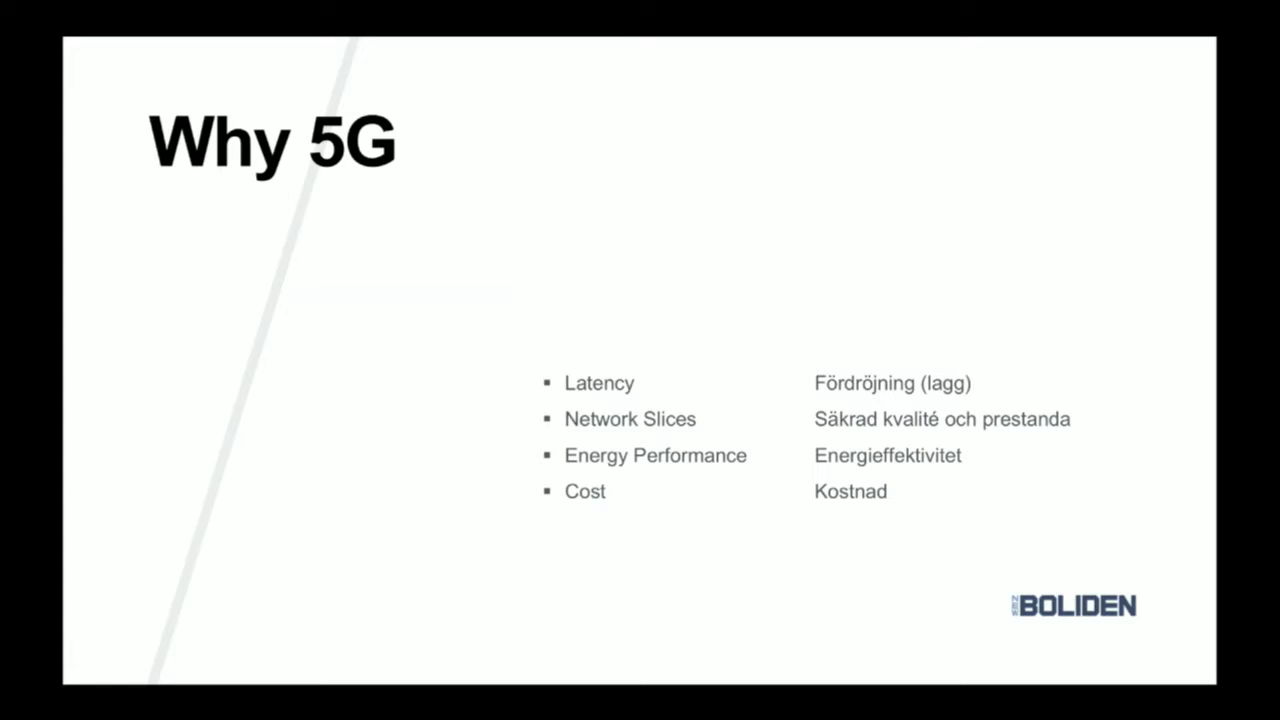 Why 5G
▪ Latency Fördröjning (lagg)
▪ Network Slices Säkrad kvalité och prestanda
▪ Energy Performance Energieffektivitet
▪ Cost Kostnad
BOLIDEN